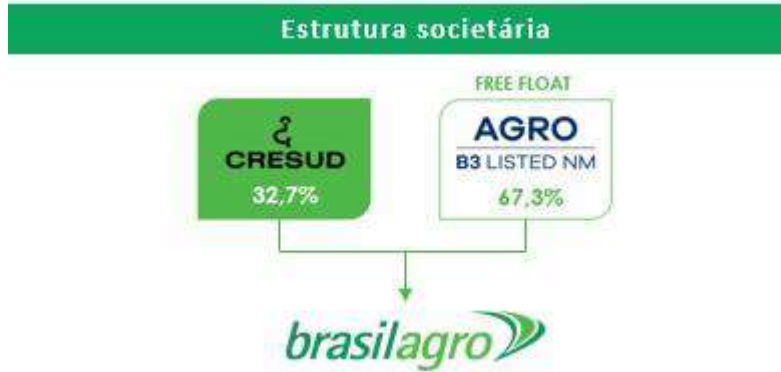 Estrutura societária
FREE FLOAT
CRESUD
32,7%
AGRO
B3 LISTED NM
67,3%
brasilagro